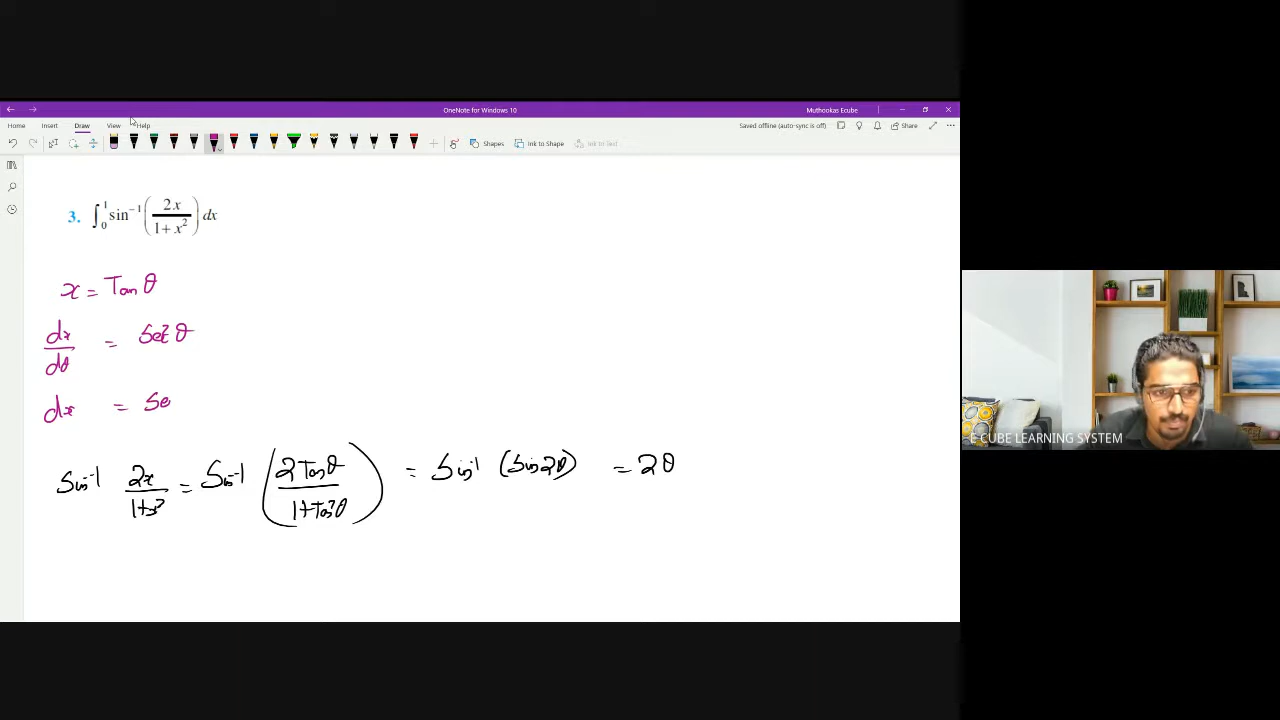 OneNote for Windows 10
Muthookas Ecube
Home Insert Draw View Help
Saved offline (auto-sync is off) Share
Shapes Ink to Shape Ink to Text
3. ∫₀¹ sin⁻¹(2x/(1+x²)) dx
x = Tan θ
dx/dθ = Sec² θ
dx = Se
Sin⁻¹ 2x/(1+x²) = Sin⁻¹ (2Tanθ/(1+Tan²θ)) = Sin⁻¹ (Sin2θ) = 2θ
E CUBE LEARNING SYSTEM